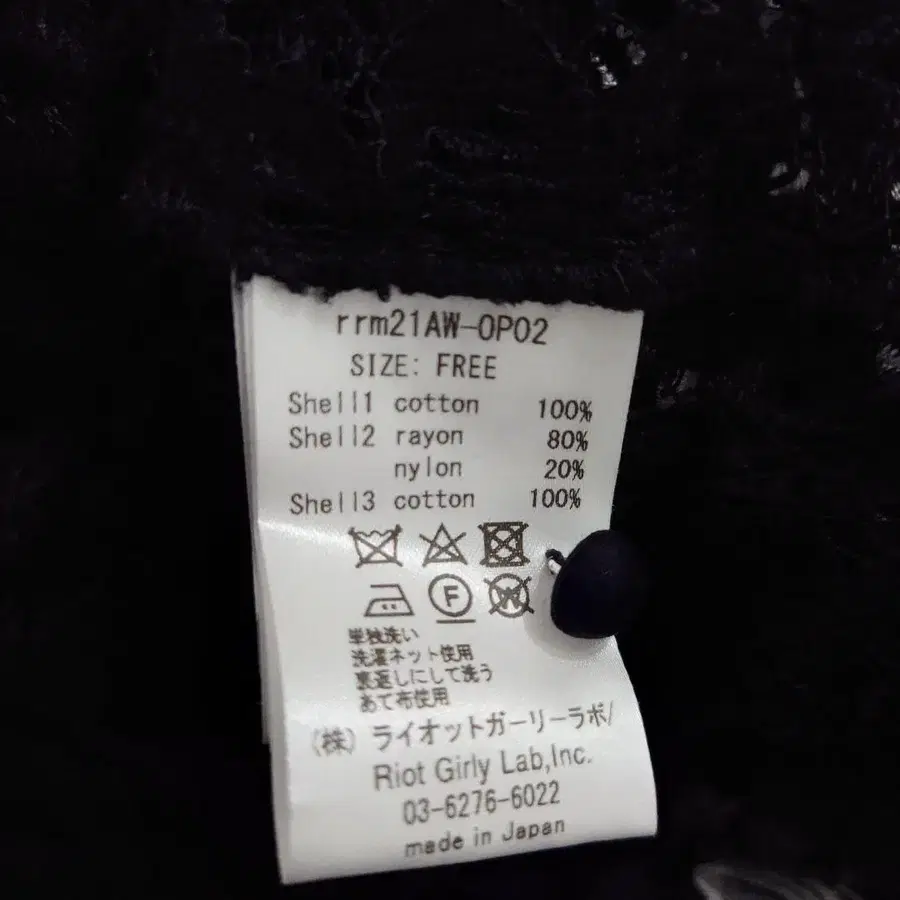 rrm21AW-OP02
SIZE: FREE
Shell1 cotton 100%
Shell2 rayon 80%
nylon 20%
Shell3 cotton 100%
F W
単独洗い
洗濯ネット使用
裏返しにして洗う
あて布使用
(株) ライオットガーリーラボ/
Riot Girly Lab,Inc.
03-6276-6022
made in Japan